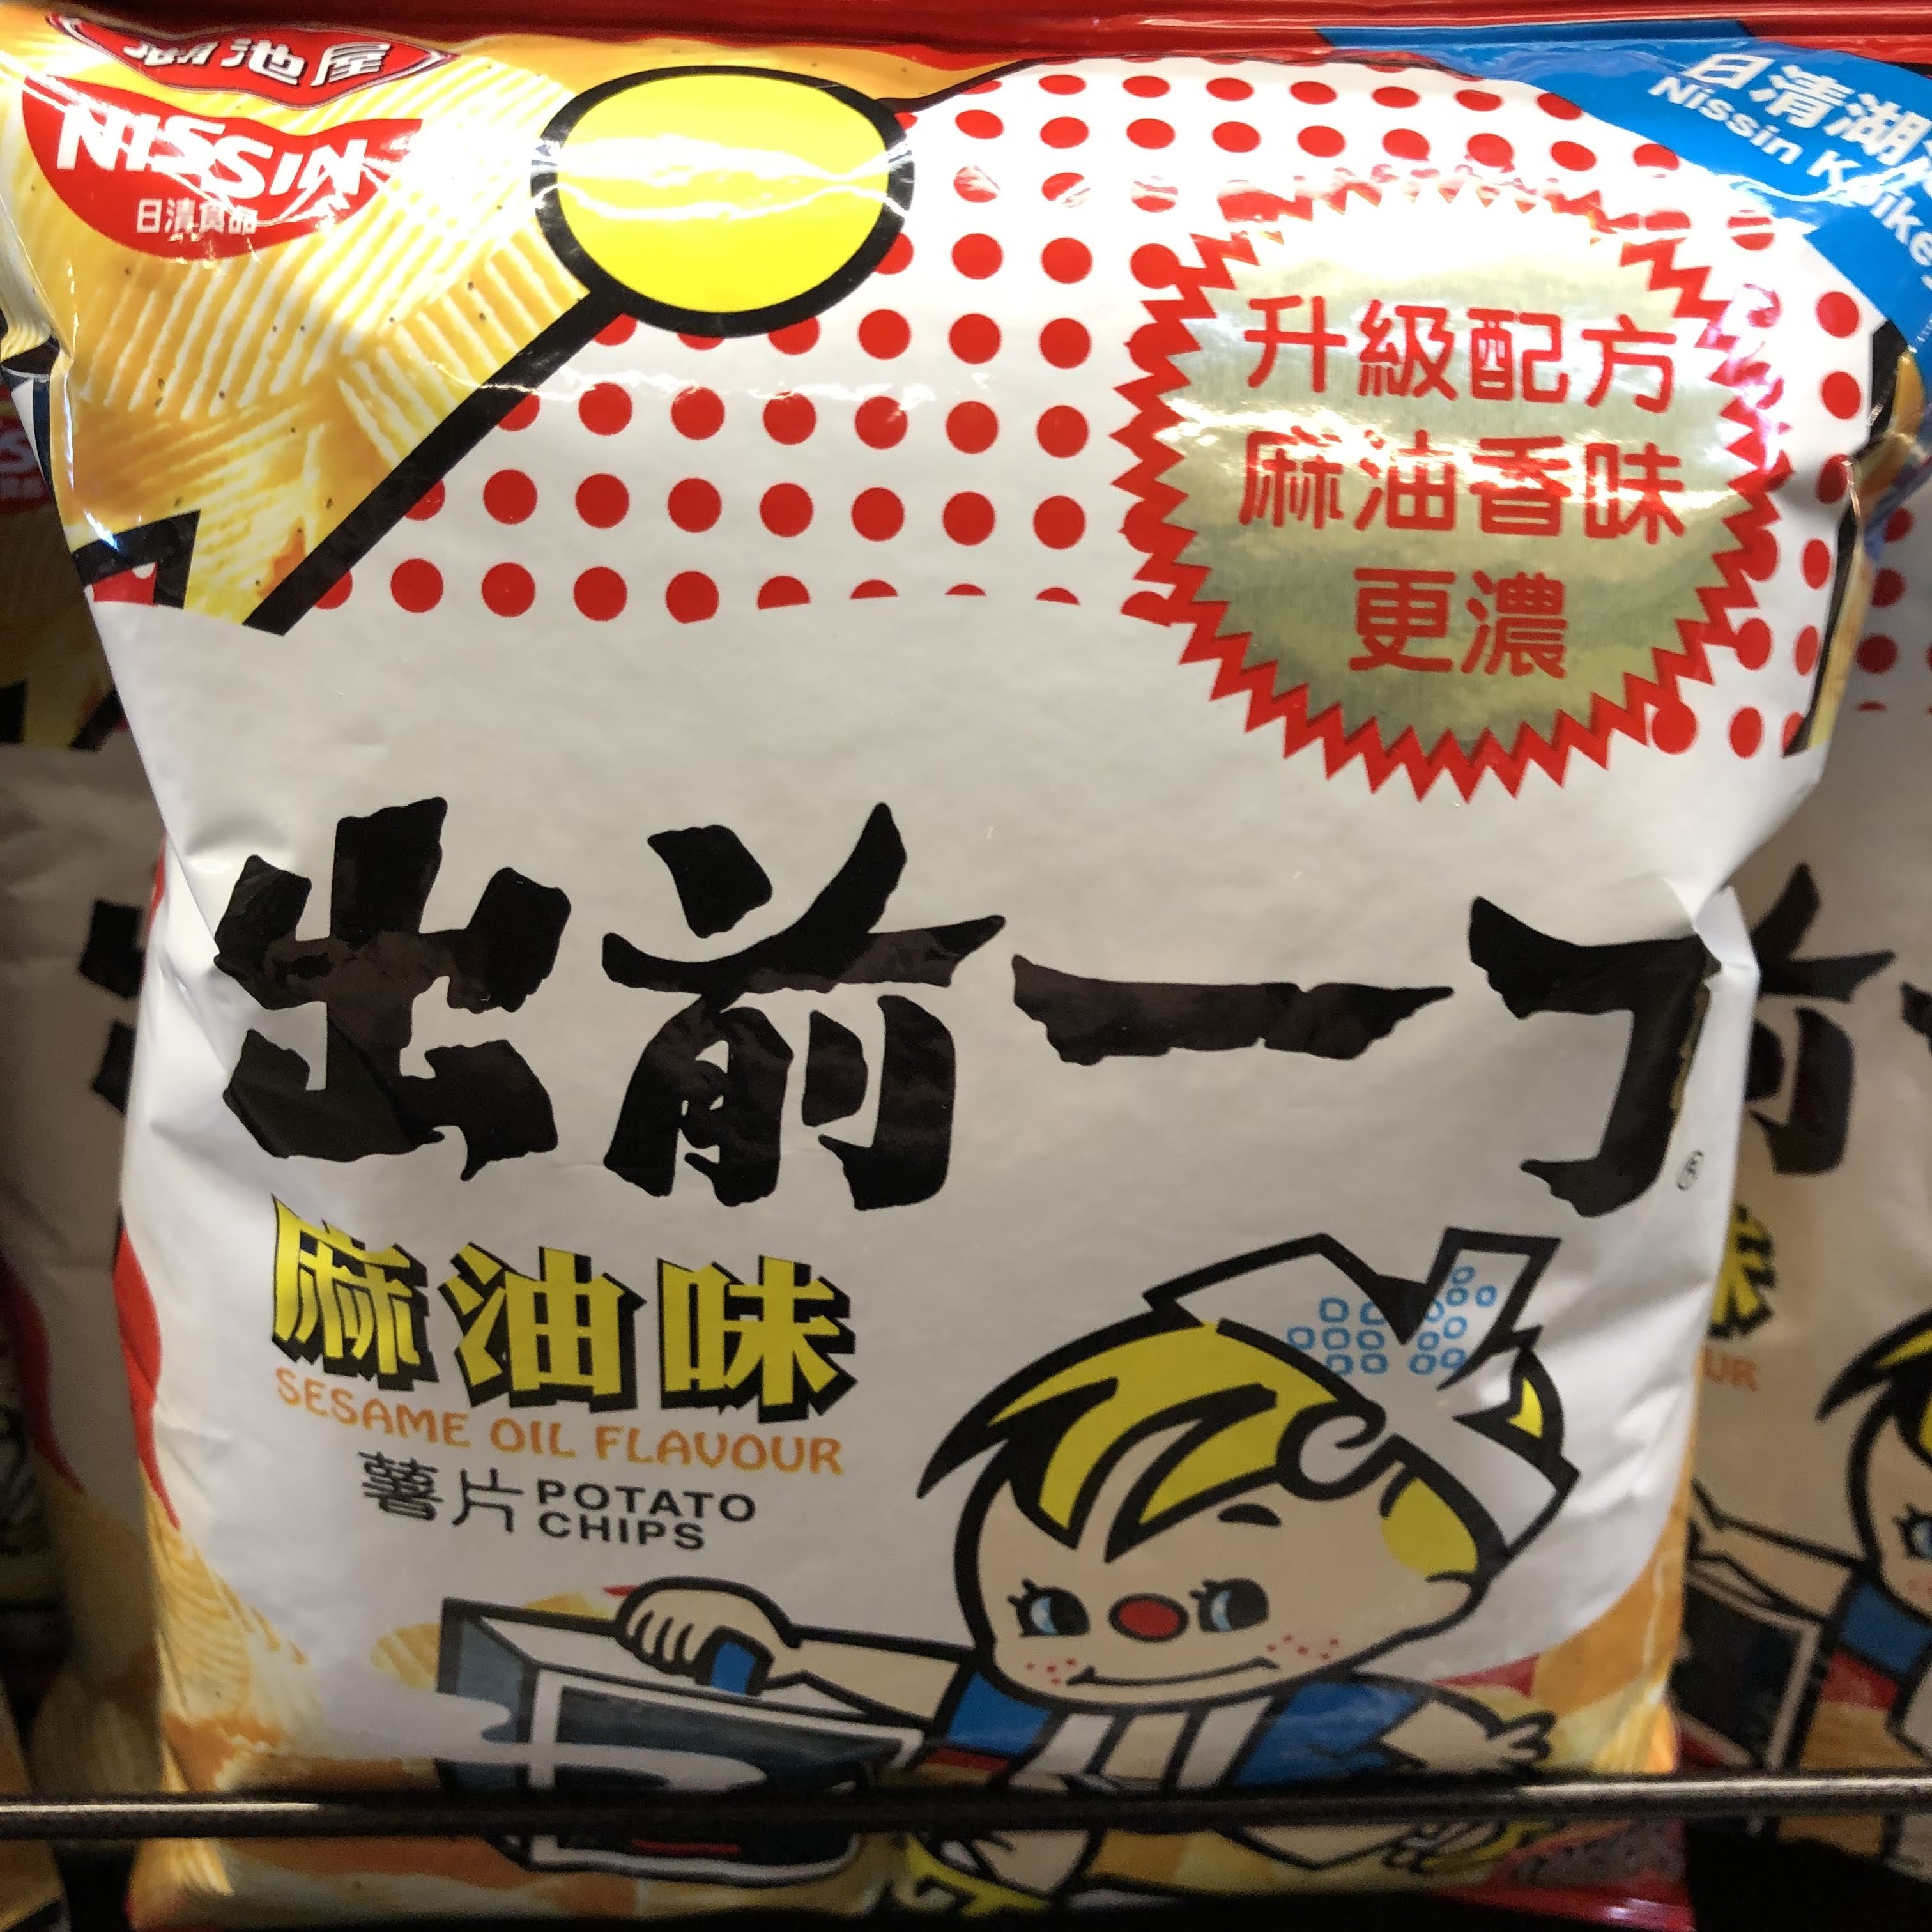 湖池屋
NISSIN
日清食品
日清湖
Nissin Koike
升級配方
麻油香味
更濃
出前一丁
®
麻油味
SESAME OIL FLAVOUR
薯片 POTATO
CHIPS